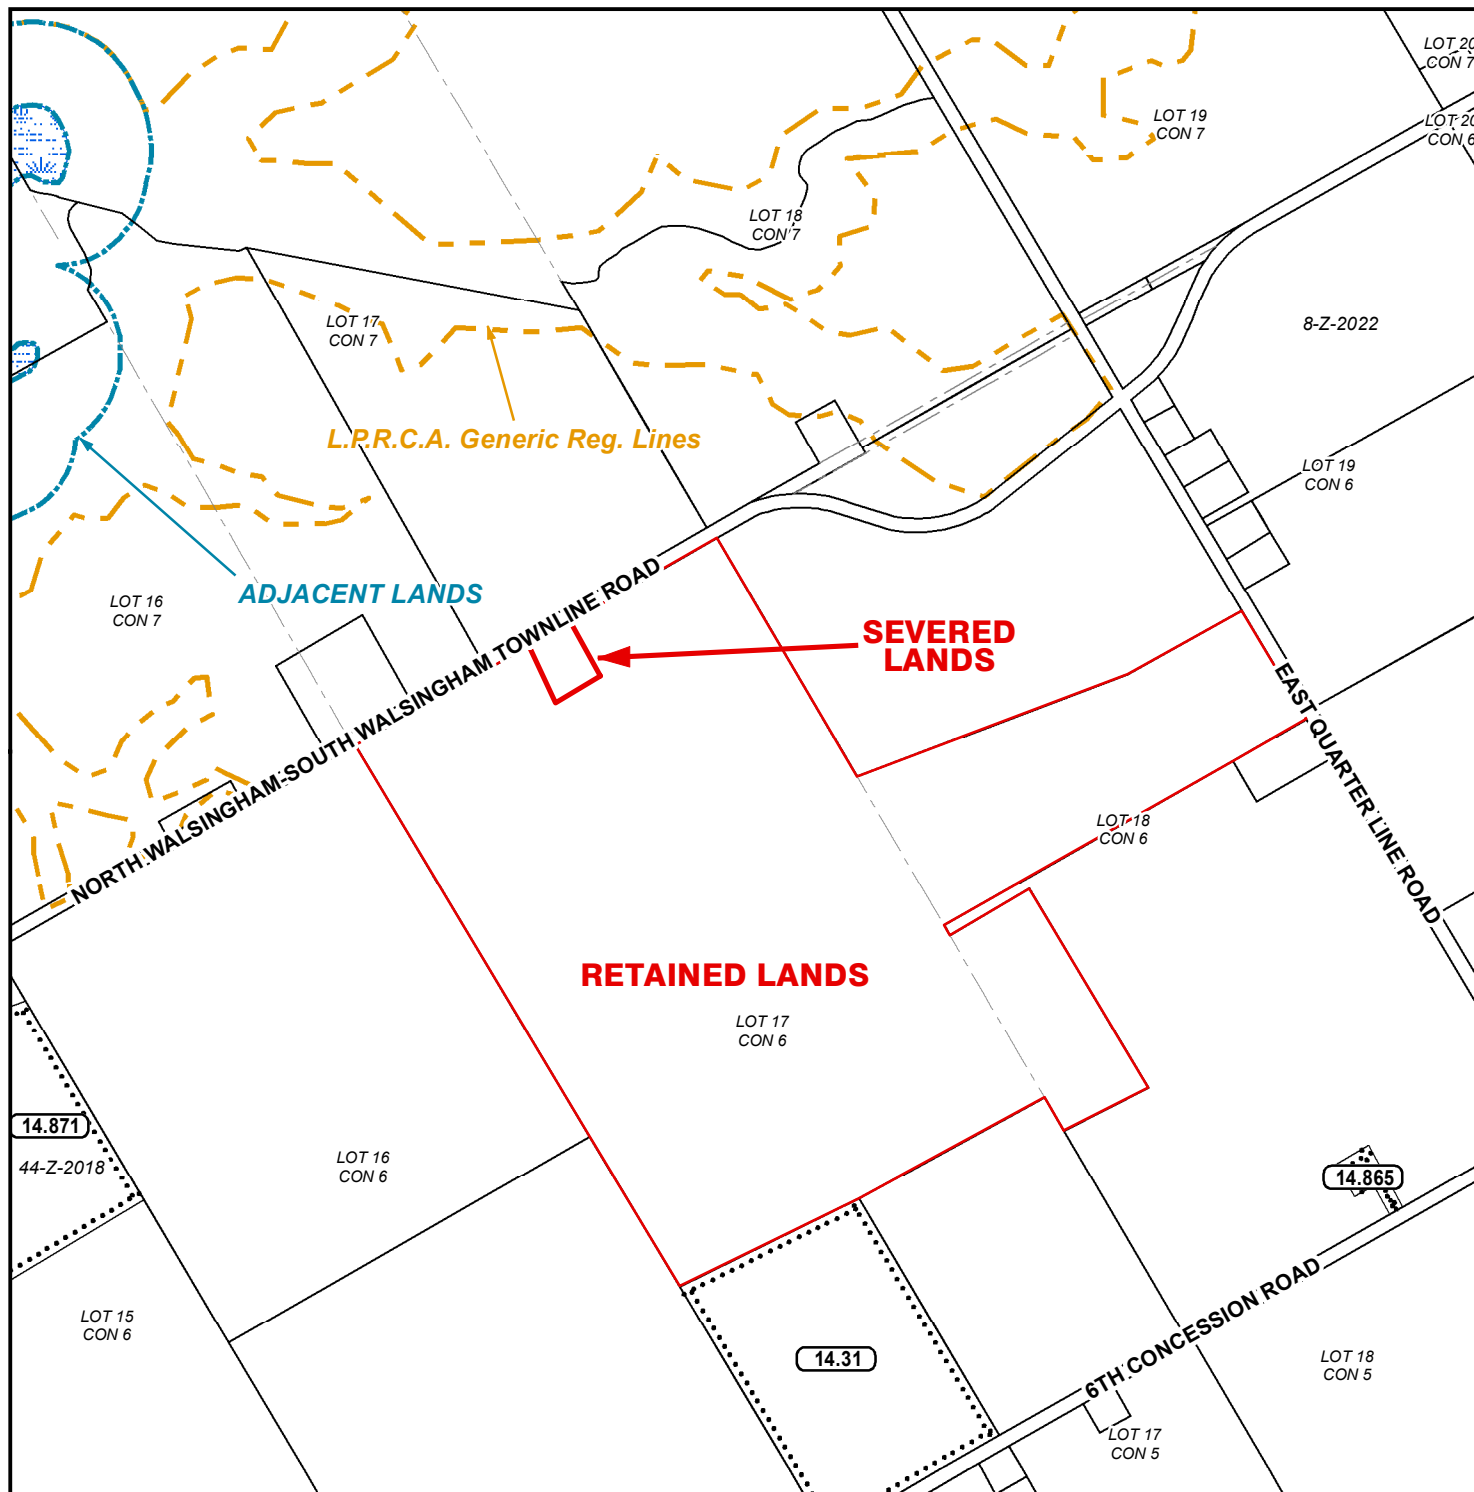 LOT 20
CON 7
LOT 19
CON 7
LOT 20
CON 6
LOT 18
CON 7
LOT 17
CON 7
8-Z-2022
L.P.R.C.A. Generic Reg. Lines
LOT 19
CON 6
ADJACENT LANDS
LOT 16
CON 7
SEVERED
LANDS
NORTH WALSINGHAM-SOUTH WALSINGHAM TOWNLINE ROAD
EAST QUARTER LINE ROAD
LOT 18
CON 6
RETAINED LANDS
LOT 17
CON 6
14.871
44-Z-2018
LOT 16
CON 6
14.865
LOT 15
CON 6
14.31
6TH CONCESSION ROAD
LOT 18
CON 5
LOT 17
CON 5